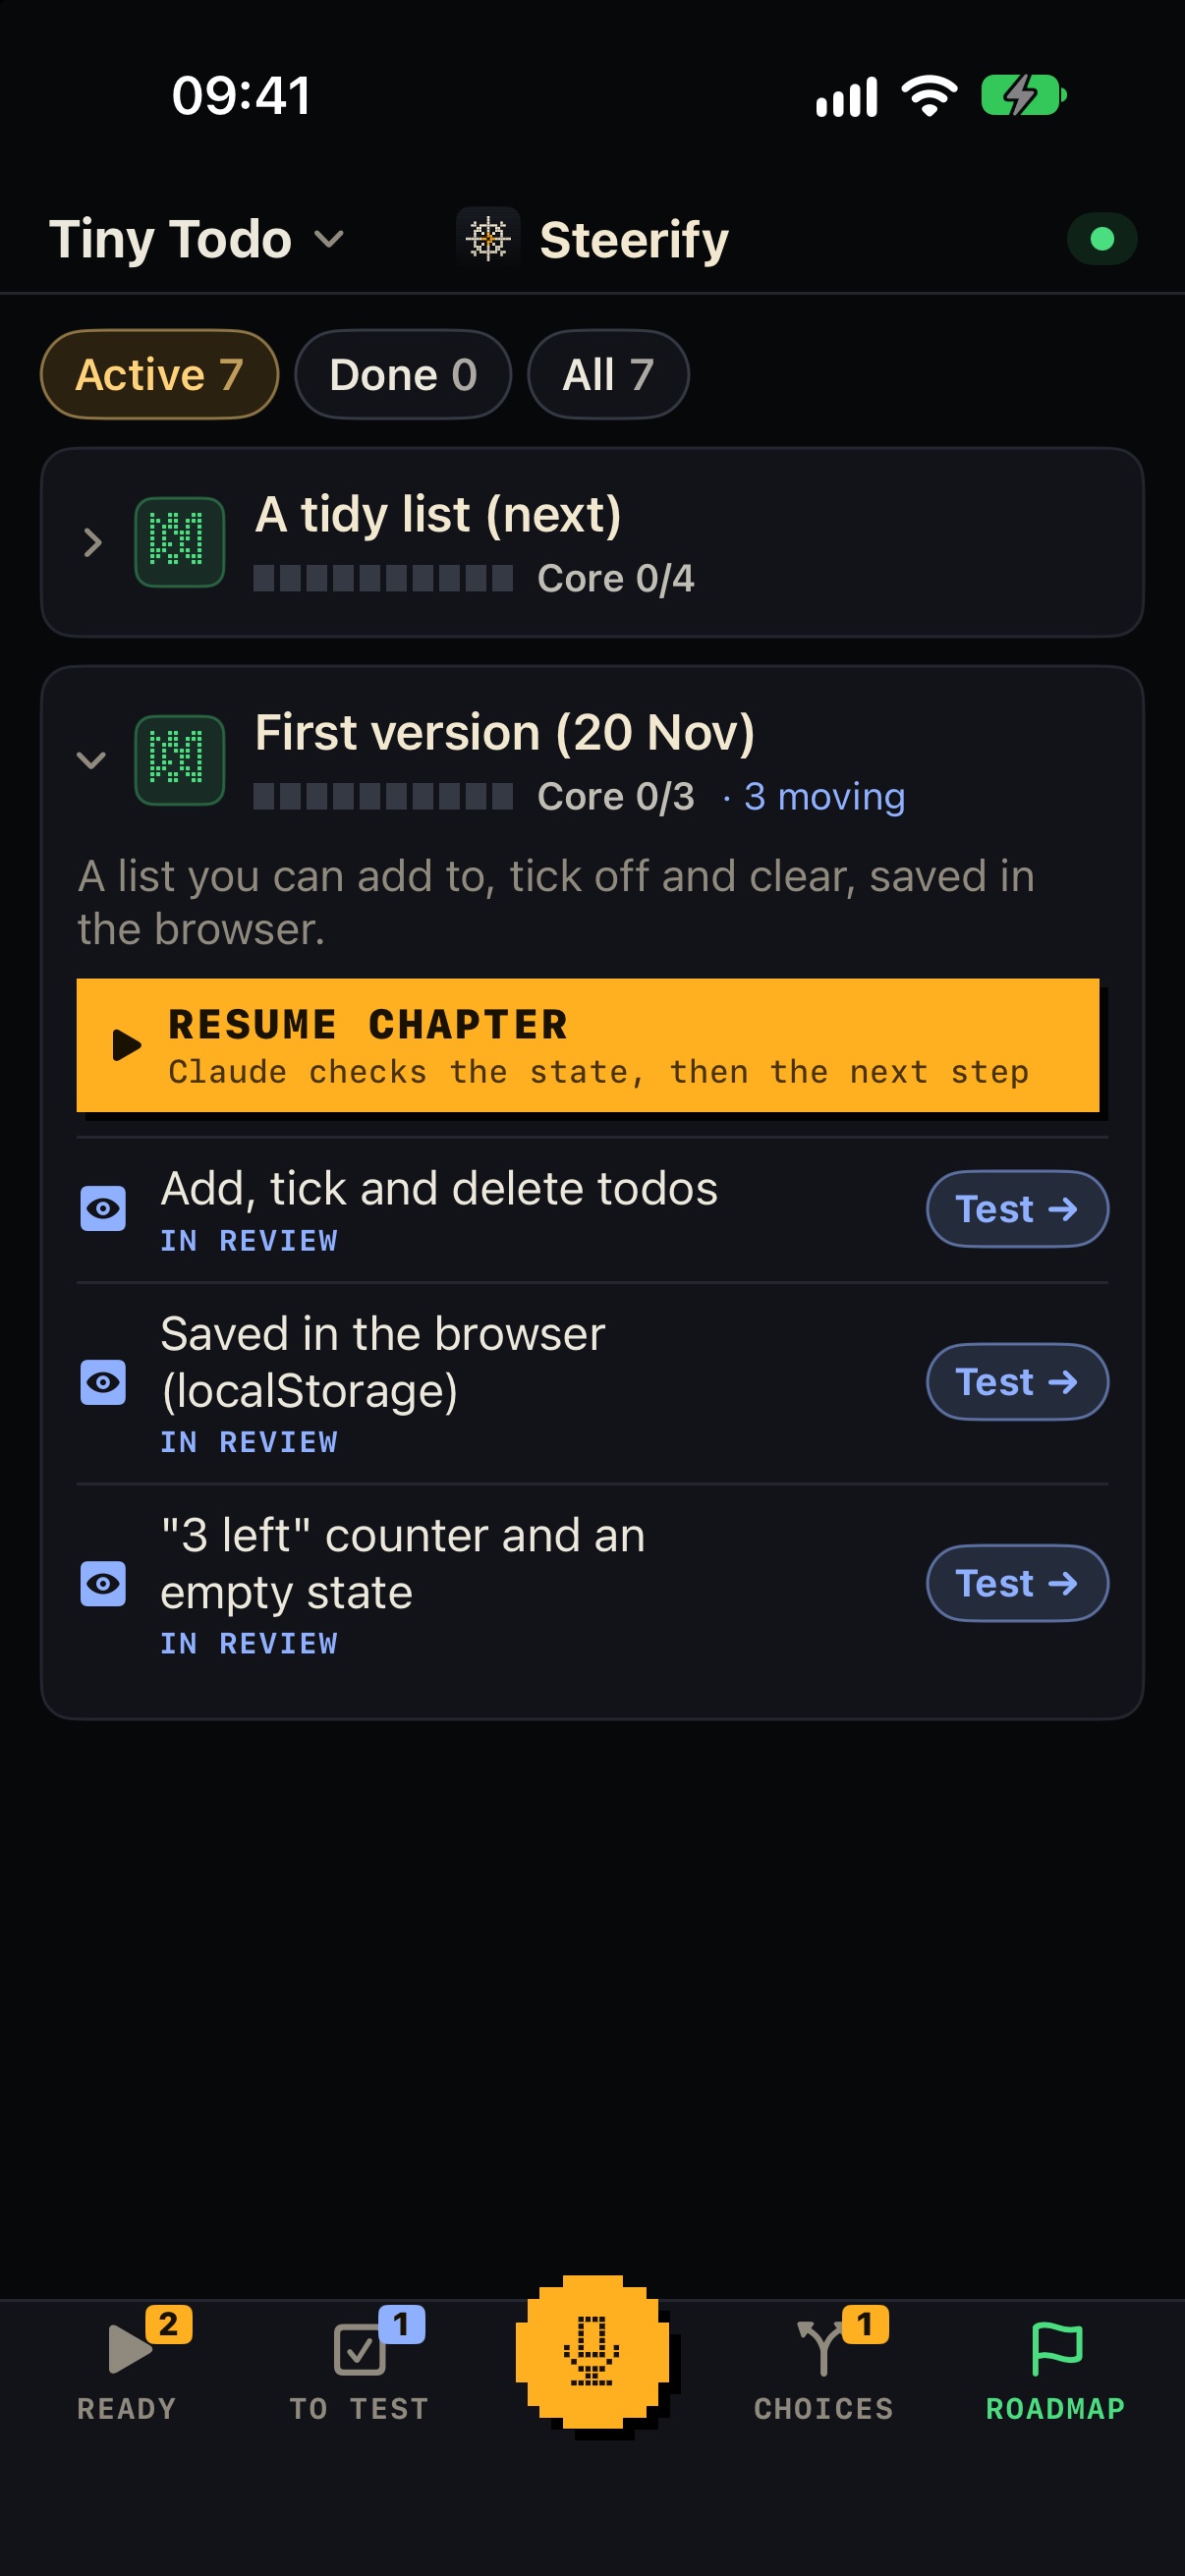 09:41
Tiny Todo
Steerify
Active 7
Done 0
All 7
A tidy list (next)
Core 0/4
First version (20 Nov)
Core 0/3 · 3 moving
A list you can add to, tick off and clear, saved in
the browser.
RESUME CHAPTER
Claude checks the state, then the next step
Add, tick and delete todos
IN REVIEW
Test →
Saved in the browser
(localStorage)
IN REVIEW
Test →
"3 left" counter and an
empty state
IN REVIEW
Test →
2
READY
1
TO TEST
1
CHOICES
ROADMAP